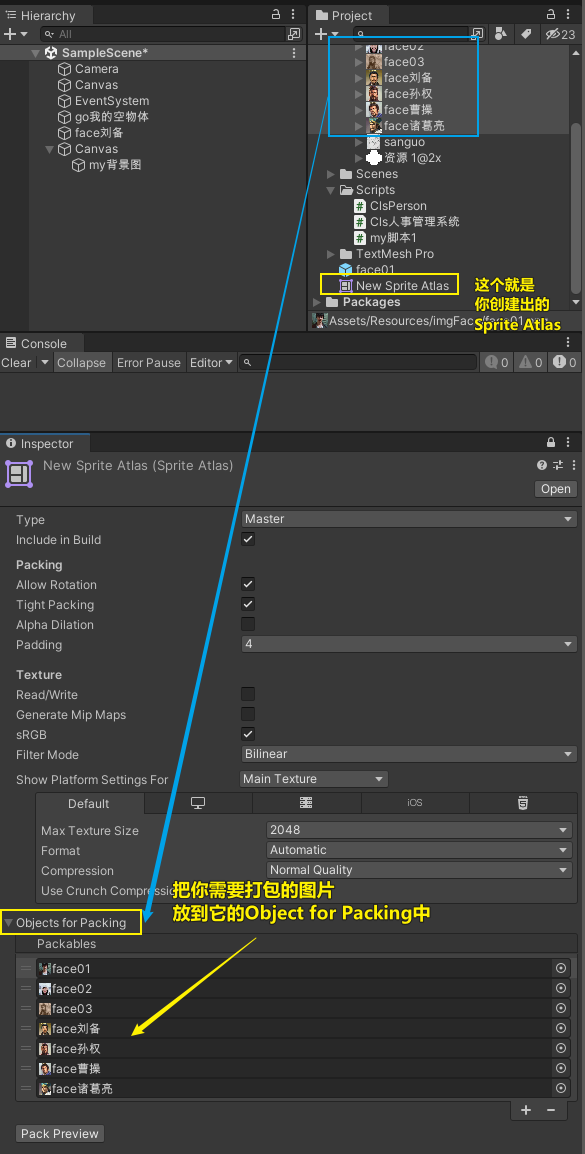 Hierarchy
All
SampleScene*
Camera
Canvas
EventSystem
go我的空物体
face刘备
Canvas
my背景图
Project
23
face02
face03
face刘备
face孙权
face曹操
face诸葛亮
sanguo
资源 1@2x
Scenes
Scripts
ClsPerson
Cls人事管理系统
my脚本1
TextMesh Pro
face01
New Sprite Atlas
Packages
这个就是
你创建出的
Sprite Atlas
Assets/Resources/imgFace/face01
Console
Clear
Collapse
Error Pause
Editor
0
0
0
Inspector
New Sprite Atlas (Sprite Atlas)
Open
Type
Master
Include in Build
Packing
Allow Rotation
Tight Packing
Alpha Dilation
Padding
4
Texture
Read/Write
Generate Mip Maps
sRGB
Filter Mode
Bilinear
Show Platform Settings For
Main Texture
Default
iOS
Max Texture Size
2048
Format
Automatic
Compression
Normal Quality
Use Crunch Compression
把你需要打包的图片
放到它的Object for Packing中
Objects for Packing
Packables
face01
face02
face03
face刘备
face孙权
face曹操
face诸葛亮
Pack Preview